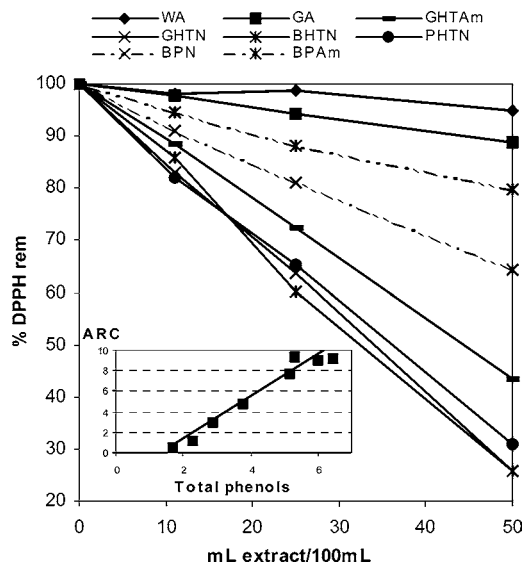 WA GA GHTAm
GHTN BHTN PHTN
BPN BPAm
100
90
80
70
60
50
40
30
20
% DPPH rem
0 10 20 30 40 50
mL extract/100mL
ARC
10
8
6
4
2
0
0 2 4 6
Total phenols